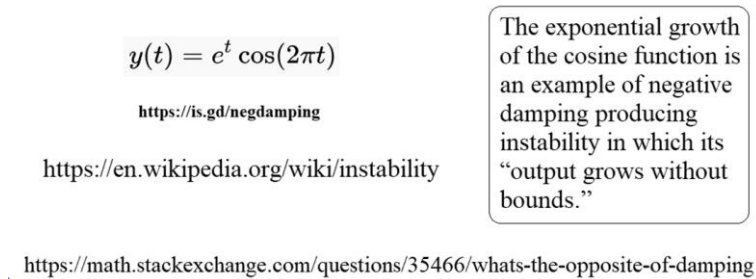 y(t) = e^t cos(2πt)
https://is.gd/negdamping
https://en.wikipedia.org/wiki/instability
The exponential growth
of the cosine function is
an example of negative
damping producing
instability in which its
“output grows without
bounds.”
https://math.stackexchange.com/questions/35466/whats-the-opposite-of-damping